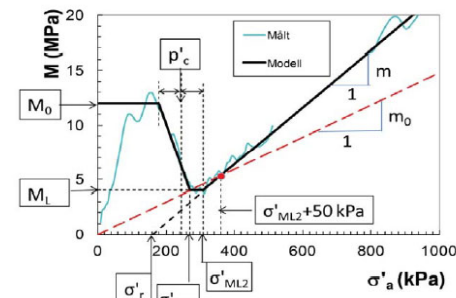 M (MPa)
20
15
10
5
0
M₀
M_L
p'c
Målt
Modell
m
1
m₀
1
σ'ML2+50 kPa
0 200 400 600 800 1000
σ'r
σ'ML2
σ'a (kPa)